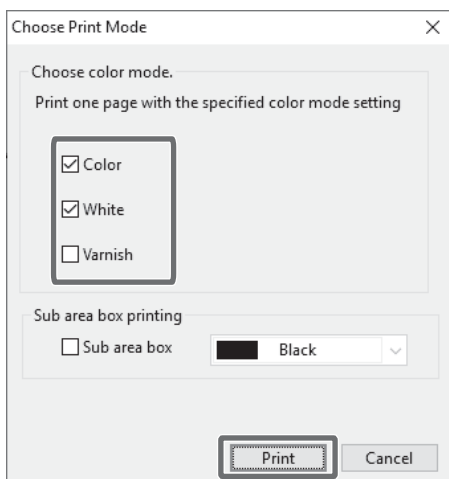 Choose Print Mode
Choose color mode.
Print one page with the specified color mode setting
Color
White
Varnish
Sub area box printing
Sub area box Black
Print Cancel